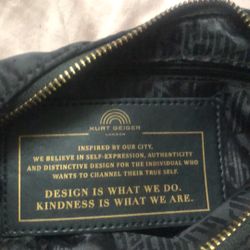 KURT GEIGER
LONDON
INSPIRED BY OUR CITY,
WE BELIEVE IN SELF-EXPRESSION, AUTHENTICITY
AND DISTINCTIVE DESIGN FOR THE INDIVIDUAL WHO
WANTS TO CHANNEL THEIR TRUE SELF.
DESIGN IS WHAT WE DO.
KINDNESS IS WHAT WE ARE.